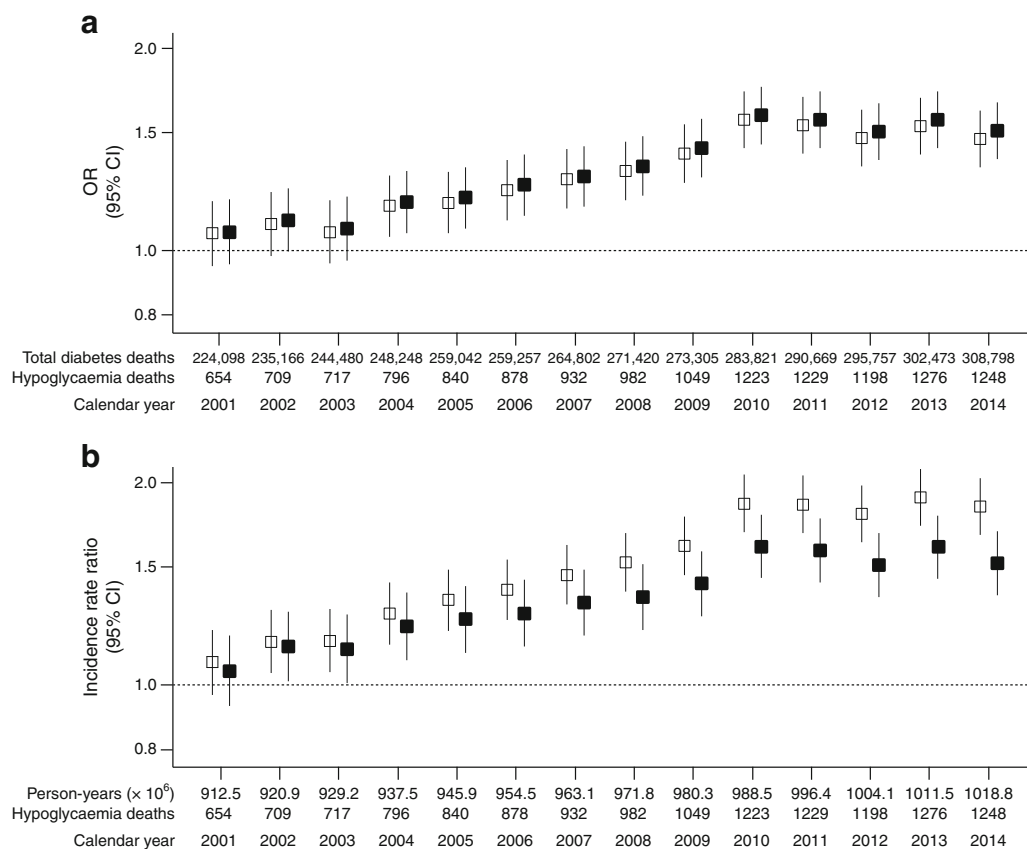 a
2.0
1.5
1.0
0.8
OR
(95% CI)
Total diabetes deaths 224,098 235,166 244,480 248,248 259,042 259,257 264,802 271,420 273,305 283,821 290,669 295,757 302,473 308,798
Hypoglycaemia deaths 654 709 717 796 840 878 932 982 1049 1223 1229 1198 1276 1248
Calendar year 2001 2002 2003 2004 2005 2006 2007 2008 2009 2010 2011 2012 2013 2014
b
2.0
1.5
1.0
0.8
Incidence rate ratio
(95% CI)
Person-years (× 10⁶) 912.5 920.9 929.2 937.5 945.9 954.5 963.1 971.8 980.3 988.5 996.4 1004.1 1011.5 1018.8
Hypoglycaemia deaths 654 709 717 796 840 878 932 982 1049 1223 1229 1198 1276 1248
Calendar year 2001 2002 2003 2004 2005 2006 2007 2008 2009 2010 2011 2012 2013 2014